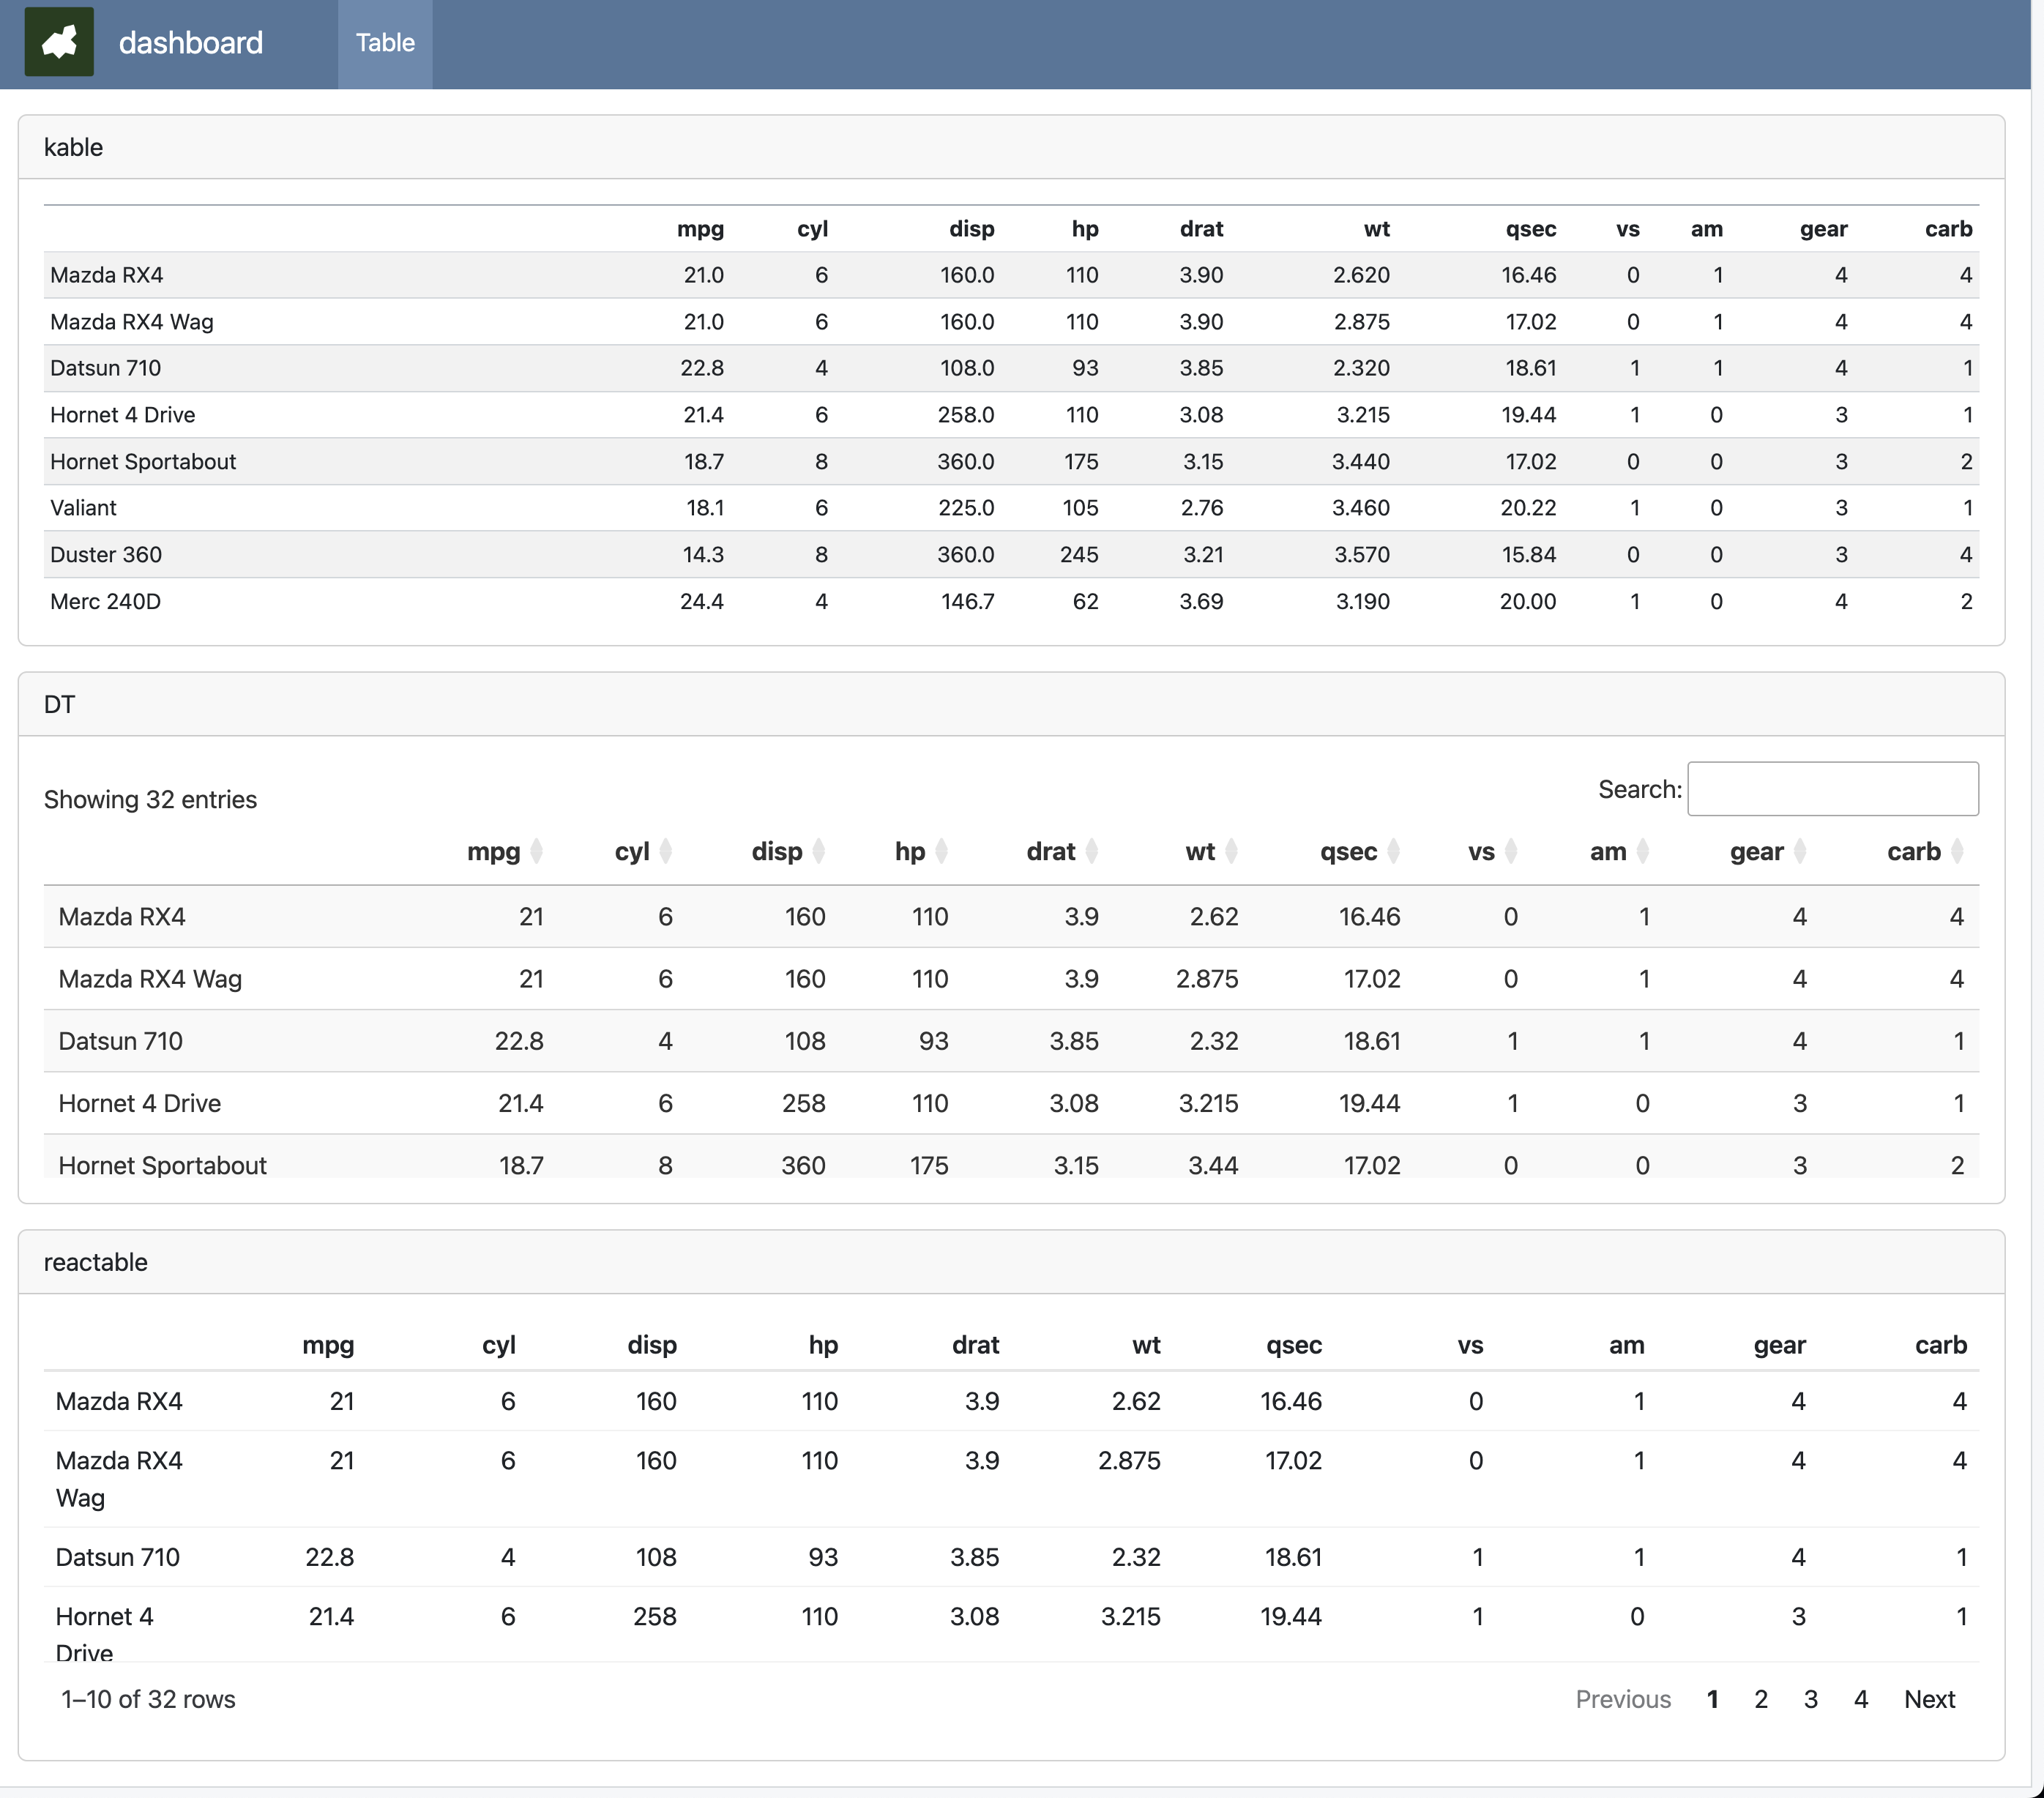 dashboard Table
kable
mpg cyl disp hp drat wt qsec vs am gear carb
Mazda RX4 21.0 6 160.0 110 3.90 2.620 16.46 0 1 4 4
Mazda RX4 Wag 21.0 6 160.0 110 3.90 2.875 17.02 0 1 4 4
Datsun 710 22.8 4 108.0 93 3.85 2.320 18.61 1 1 4 1
Hornet 4 Drive 21.4 6 258.0 110 3.08 3.215 19.44 1 0 3 1
Hornet Sportabout 18.7 8 360.0 175 3.15 3.440 17.02 0 0 3 2
Valiant 18.1 6 225.0 105 2.76 3.460 20.22 1 0 3 1
Duster 360 14.3 8 360.0 245 3.21 3.570 15.84 0 0 3 4
Merc 240D 24.4 4 146.7 62 3.69 3.190 20.00 1 0 4 2
DT
Showing 32 entries Search:
mpg cyl disp hp drat wt qsec vs am gear carb
Mazda RX4 21 6 160 110 3.9 2.62 16.46 0 1 4 4
Mazda RX4 Wag 21 6 160 110 3.9 2.875 17.02 0 1 4 4
Datsun 710 22.8 4 108 93 3.85 2.32 18.61 1 1 4 1
Hornet 4 Drive 21.4 6 258 110 3.08 3.215 19.44 1 0 3 1
Hornet Sportabout 18.7 8 360 175 3.15 3.44 17.02 0 0 3 2
reactable
mpg cyl disp hp drat wt qsec vs am gear carb
Mazda RX4 21 6 160 110 3.9 2.62 16.46 0 1 4 4
Mazda RX4 21 6 160 110 3.9 2.875 17.02 0 1 4 4
Wag
Datsun 710 22.8 4 108 93 3.85 2.32 18.61 1 1 4 1
Hornet 4 21.4 6 258 110 3.08 3.215 19.44 1 0 3 1
Drive
1–10 of 32 rows Previous 1 2 3 4 Next